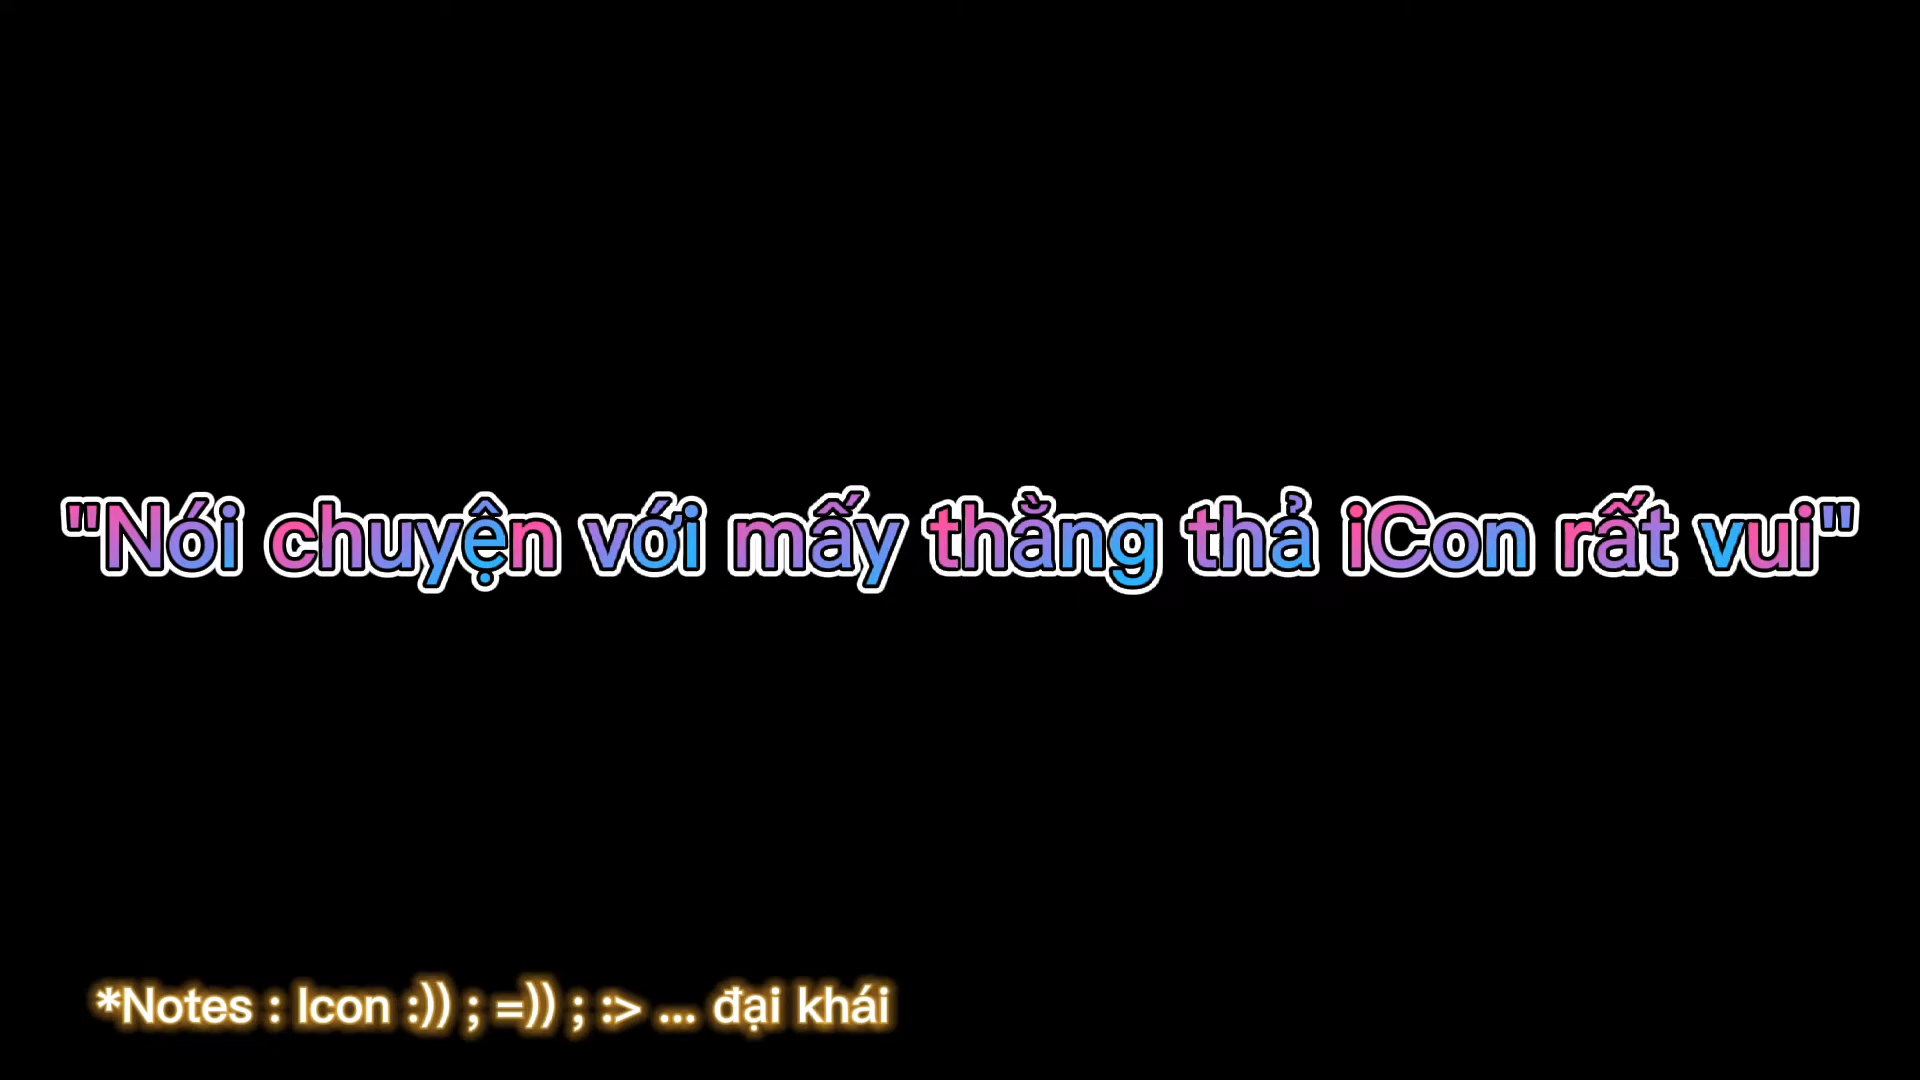 "Nói chuyện với mấy thằng thả iCon rất vui"
*Notes : Icon :)) ; =)) ; :> ... đại khái